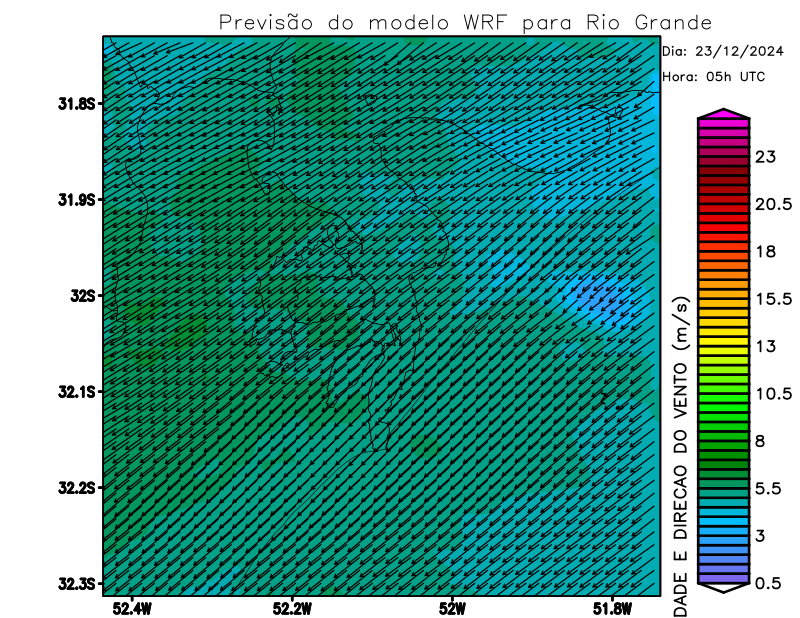 Previsão do modelo WRF para Rio Grande
Dia: 23/12/2024
Hora: 05h UTC
31.8S
31.9S
32S
32.1S
32.2S
32.3S
52.4W
52.2W
52W
51.8W
DADE E DIRECAO DO VENTO (m/s)
23
20.5
18
15.5
13
10.5
8
5.5
3
0.5